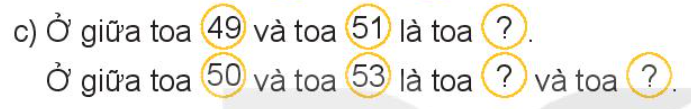 c) Ở giữa toa 49 và toa 51 là toa ?.
Ở giữa toa 50 và toa 53 là toa ? và toa ?.